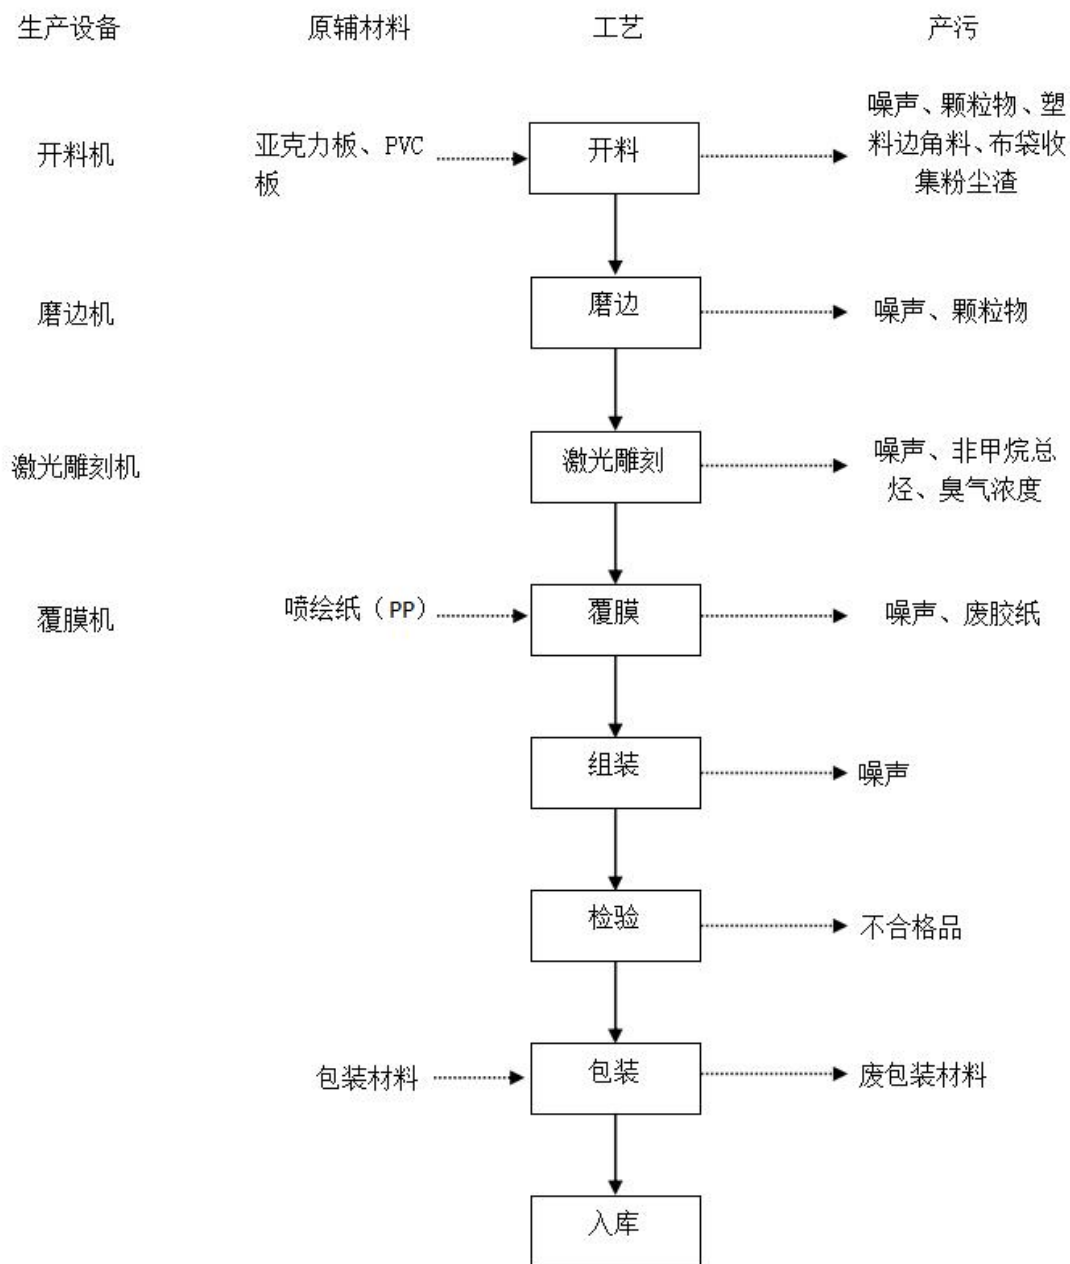 生产设备 原辅材料 工艺 产污
开料机
亚克力板、PVC
板
开料
噪声、颗粒物、塑
料边角料、布袋收
集粉尘渣
磨边机
磨边
噪声、颗粒物
激光雕刻机
激光雕刻
噪声、非甲烷总
烃、臭气浓度
覆膜机
喷绘纸（PP）
覆膜
噪声、废胶纸
组装
噪声
检验
不合格品
包装材料
包装
废包装材料
入库